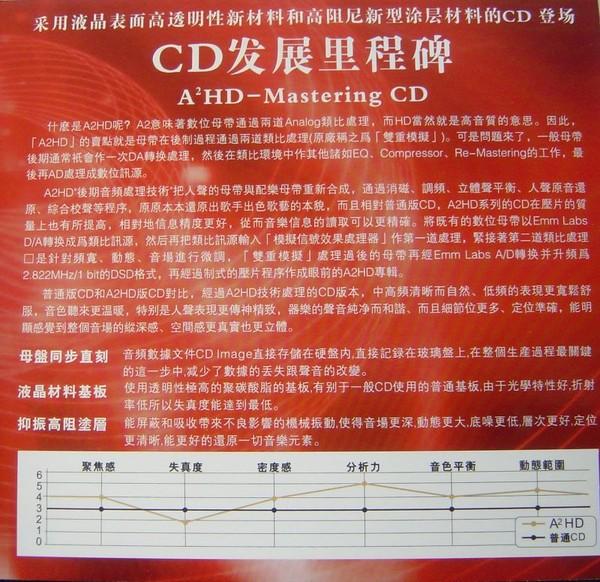 采用液晶表面高透明性新材料和高阻尼新型涂层材料的CD 登场
CD发展里程碑
A²HD-Mastering CD
什麽是A2HD呢？A2意味著數位母帶通過兩道Analog類比處理，而HD當然就是高音質的意思。因此，
「A2HD」的賣點就是母帶在後制過程通過兩道類比處理(原廠稱之爲「雙重模擬」)。可是問題來了，一般母帶
後期通常衹會作一次DA轉換處理，然後在類比環境中作其他諸如EQ、Compressor、Re-Mastering的工作，最
後再AD處理成數位訊源。
A2HD"後期音頻處理技術"把人聲的母帶與配樂母帶重新合成，通過消磁、調頻、立體聲平衡、人聲原音還
原、綜合校聲等程序，原原本本還原出歌手出色歌藝的本貌，而且相對普通版CD，A2HD系列的CD在壓片的質
量上也有所提高，相對地信息精度更好，從而音樂信息的讀取可以更精確。將既有的數位母帶以Emm Labs
D/A轉換成爲類比訊源，然后再把類比訊源輸入「模擬信號效果處理器」作第一道處理，緊接著第二道類比處理
□是針對頻寬、動態、音場進行微調，「雙重模擬」處理過後的母帶再經Emm Labs A/D轉換并升頻爲
2.822MHz/1 bit的DSD格式，再經過制式的壓片程序作成眼前的A2HD專輯。
普通版CD和A2HD版CD對比，經過A2HD技術處理的CD版本，中高頻清晰而自然、低頻的表現更寬鬆舒
服，音色聽來更溫暖，特別是人聲表現更傳神精致，器樂的聲音純净而和諧、而且細節位更多、定位準確，能明
顯感覺到整個音場的縱深感、空間感更真實也更立體。
母盤同步直刻 音頻數據文件CD Image直接存儲在硬盤内,直接記録在玻璃盤上,在整個生產過程最關鍵
的這一步中,减少了數據的丟失跟聲音的改變。
液晶材料基板 使用透明性極高的聚碳酸脂的基板,有别于一般CD使用的普通基板,由于光學特性好,折射
率低所以失真度能達到最低。
抑振高阻塗層 能屏蔽和吸收帶來不良影響的機械振動,使得音場更深,動態更大,底噪更低,層次更好,定位
更清晰,能更好的還原一切音樂元素。
聚焦感 失真度 密度感 分析力 音色平衡 動態範圍
6
5
4
3
2
1
0
A²HD
普通CD